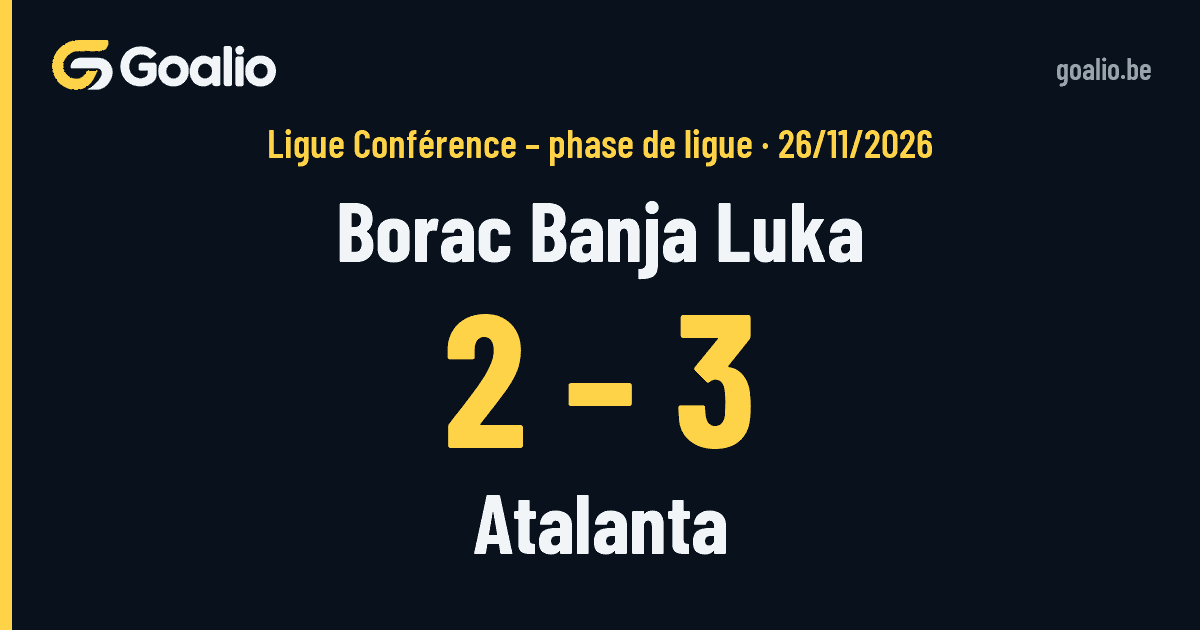 Goalio
goalio.be
Ligue Conférence – phase de ligue · 26/11/2026
Borac Banja Luka
2 – 3
Atalanta